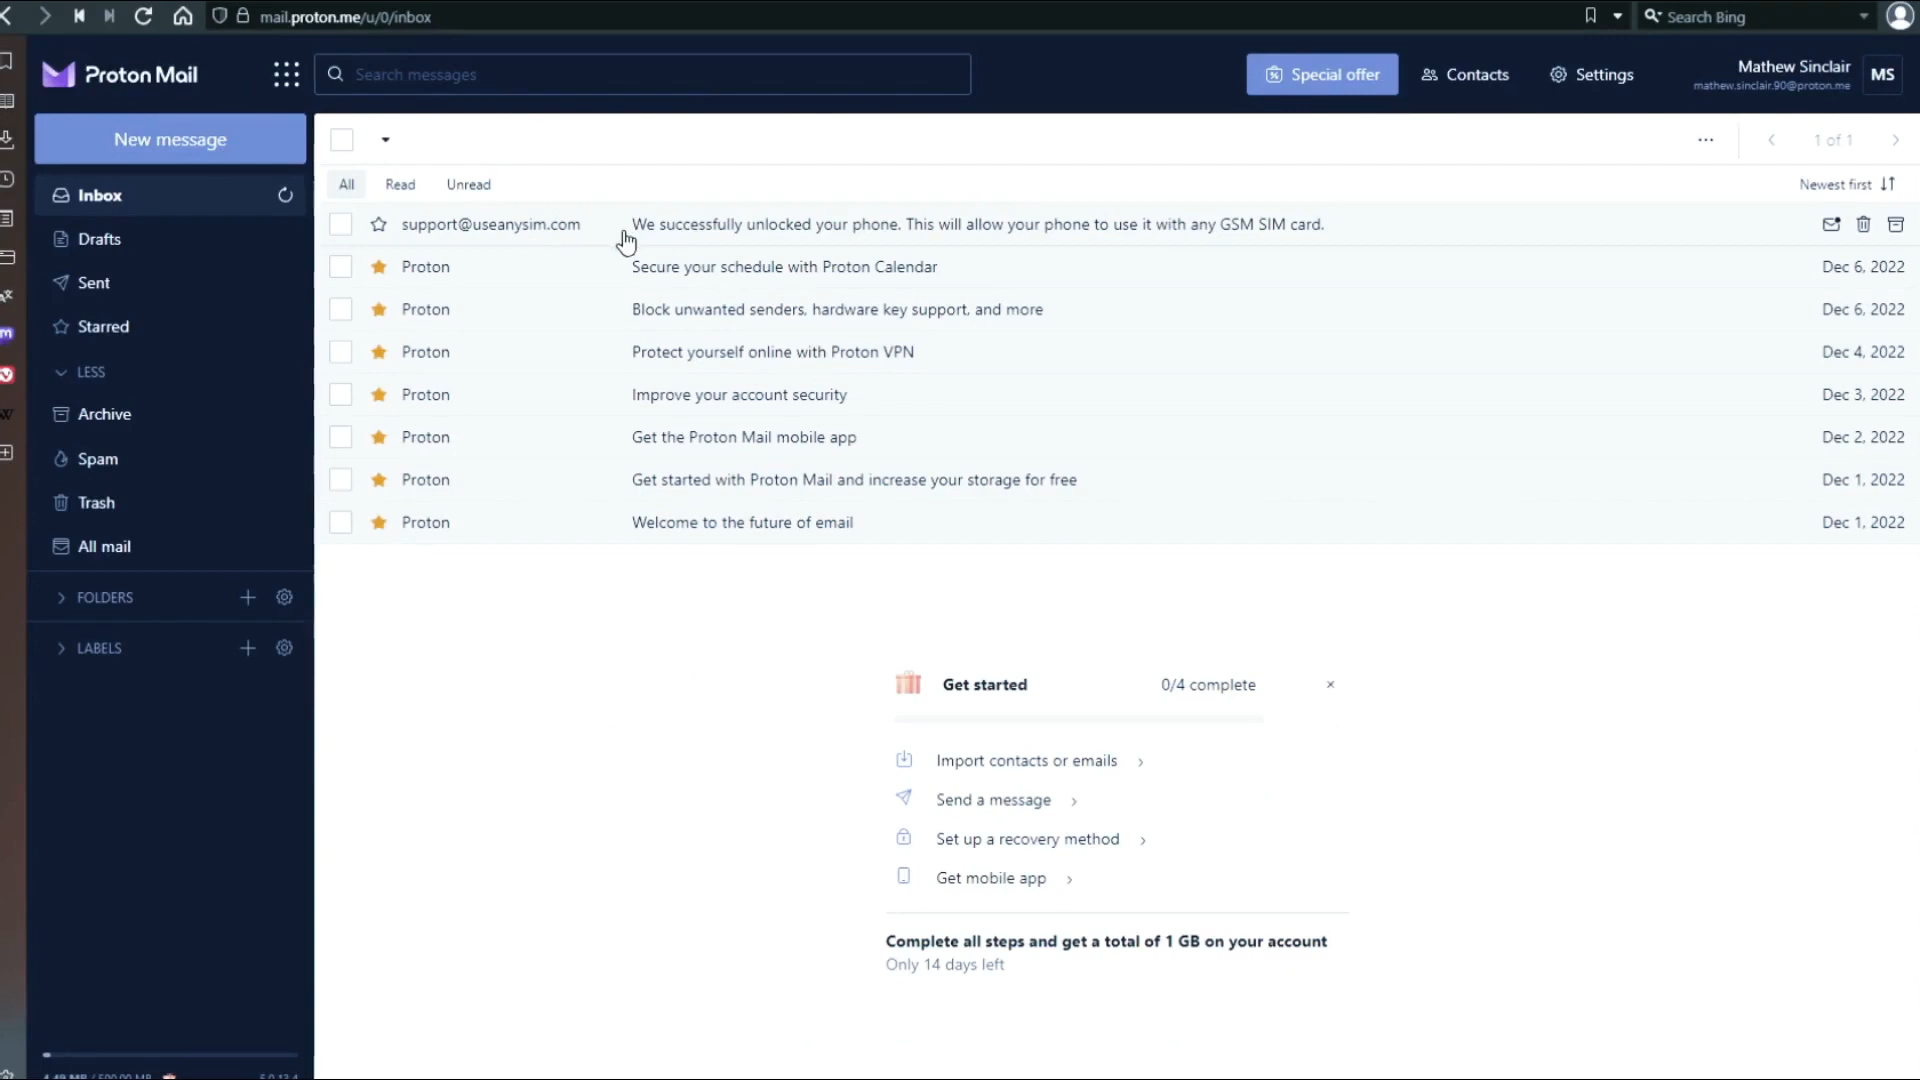 mail.proton.me/u/0/inbox
Search Bing
Proton Mail
Search messages
Special offer
Contacts
Settings
Mathew Sinclair
mathew.sinclair.90@proton.me
MS
New message
1 of 1
Inbox
All Read Unread
Newest first
support@useanysim.com We successfully unlocked your phone. This will allow your phone to use it with any GSM SIM card.
Drafts
Proton Secure your schedule with Proton Calendar Dec 6, 2022
Sent
Proton Block unwanted senders, hardware key support, and more Dec 6, 2022
Starred
Proton Protect yourself online with Proton VPN Dec 4, 2022
LESS
Proton Improve your account security Dec 3, 2022
Archive
Proton Get the Proton Mail mobile app Dec 2, 2022
Spam
Proton Get started with Proton Mail and increase your storage for free Dec 1, 2022
Trash
Proton Welcome to the future of email Dec 1, 2022
All mail
FOLDERS
LABELS
Get started 0/4 complete
Import contacts or emails
Send a message
Set up a recovery method
Get mobile app
Complete all steps and get a total of 1 GB on your account
Only 14 days left